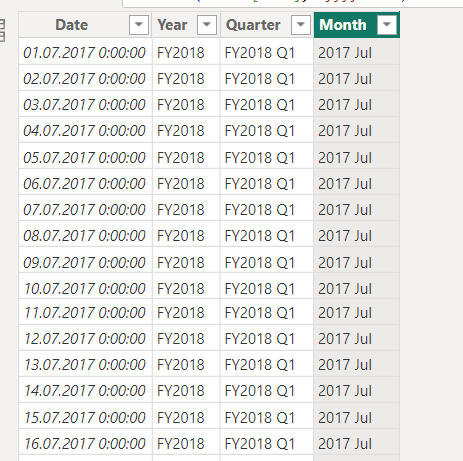 Date Year Quarter Month
01.07.2017 0:00:00 FY2018 FY2018 Q1 2017 Jul
02.07.2017 0:00:00 FY2018 FY2018 Q1 2017 Jul
03.07.2017 0:00:00 FY2018 FY2018 Q1 2017 Jul
04.07.2017 0:00:00 FY2018 FY2018 Q1 2017 Jul
05.07.2017 0:00:00 FY2018 FY2018 Q1 2017 Jul
06.07.2017 0:00:00 FY2018 FY2018 Q1 2017 Jul
07.07.2017 0:00:00 FY2018 FY2018 Q1 2017 Jul
08.07.2017 0:00:00 FY2018 FY2018 Q1 2017 Jul
09.07.2017 0:00:00 FY2018 FY2018 Q1 2017 Jul
10.07.2017 0:00:00 FY2018 FY2018 Q1 2017 Jul
11.07.2017 0:00:00 FY2018 FY2018 Q1 2017 Jul
12.07.2017 0:00:00 FY2018 FY2018 Q1 2017 Jul
13.07.2017 0:00:00 FY2018 FY2018 Q1 2017 Jul
14.07.2017 0:00:00 FY2018 FY2018 Q1 2017 Jul
15.07.2017 0:00:00 FY2018 FY2018 Q1 2017 Jul
16.07.2017 0:00:00 FY2018 FY2018 Q1 2017 Jul